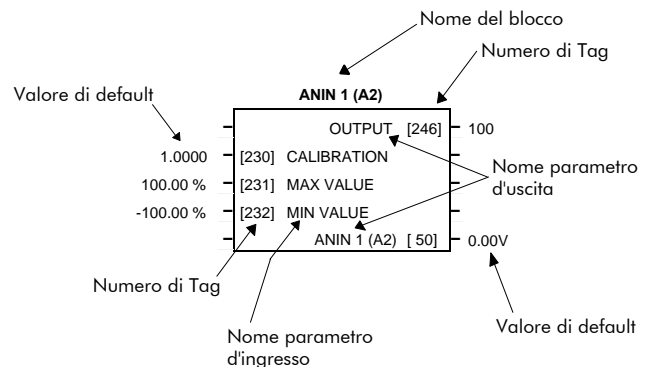 Nome del blocco
Numero di Tag
Valore di default
ANIN 1 (A2)
OUTPUT [246] 100
1.0000 [230] CALIBRATION
100.00 % [231] MAX VALUE
-100.00 % [232] MIN VALUE
ANIN 1 (A2) [ 50] 0.00V
Nome parametro
d'uscita
Numero di Tag
Valore di default
Nome parametro
d'ingresso